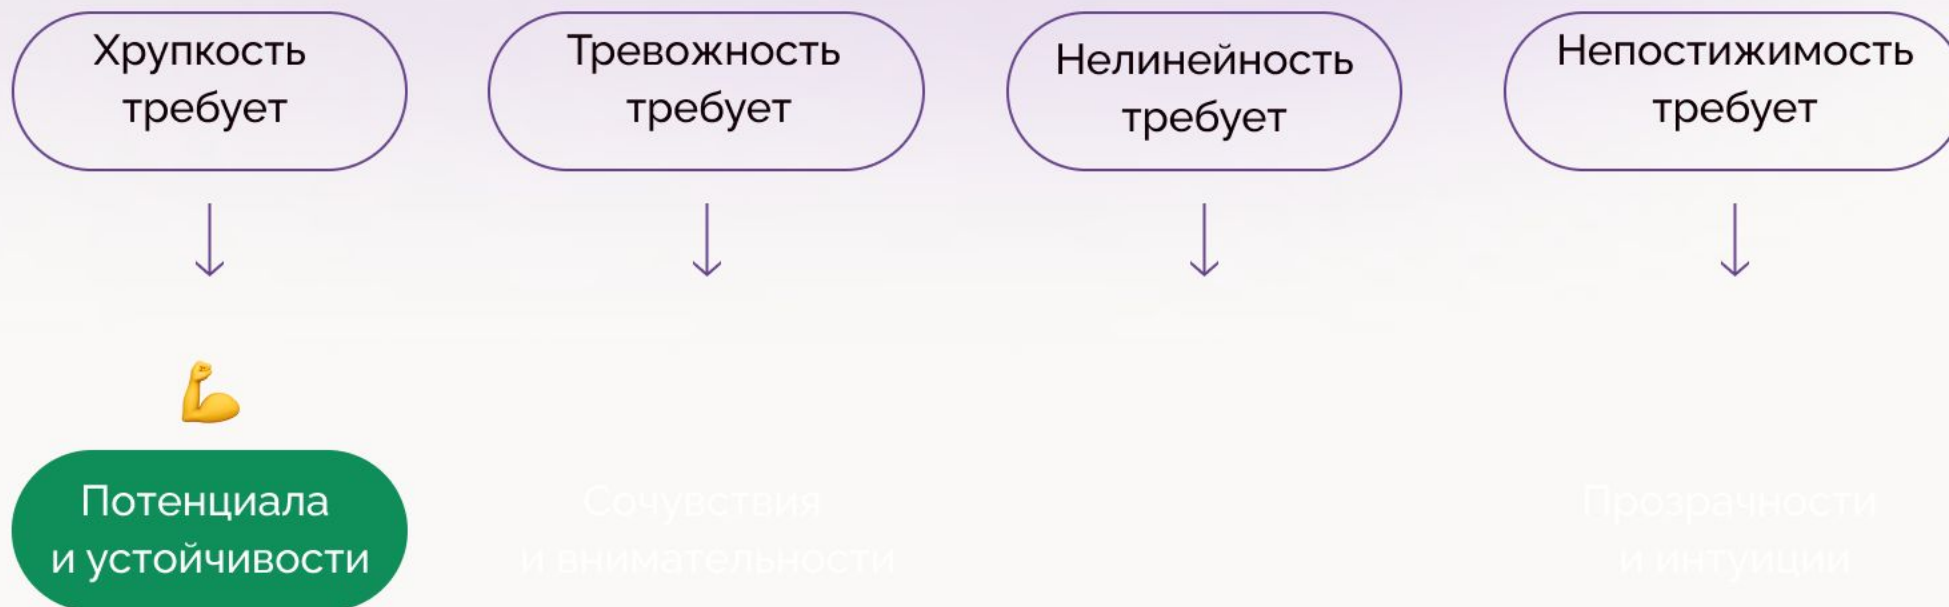 Хрупкость
требует
Тревожность
требует
Нелинейность
требует
Непостижимость
требует
Потенциала
и устойчивости
Сочувствия
и внимательности
Прозрачности
и интуиции